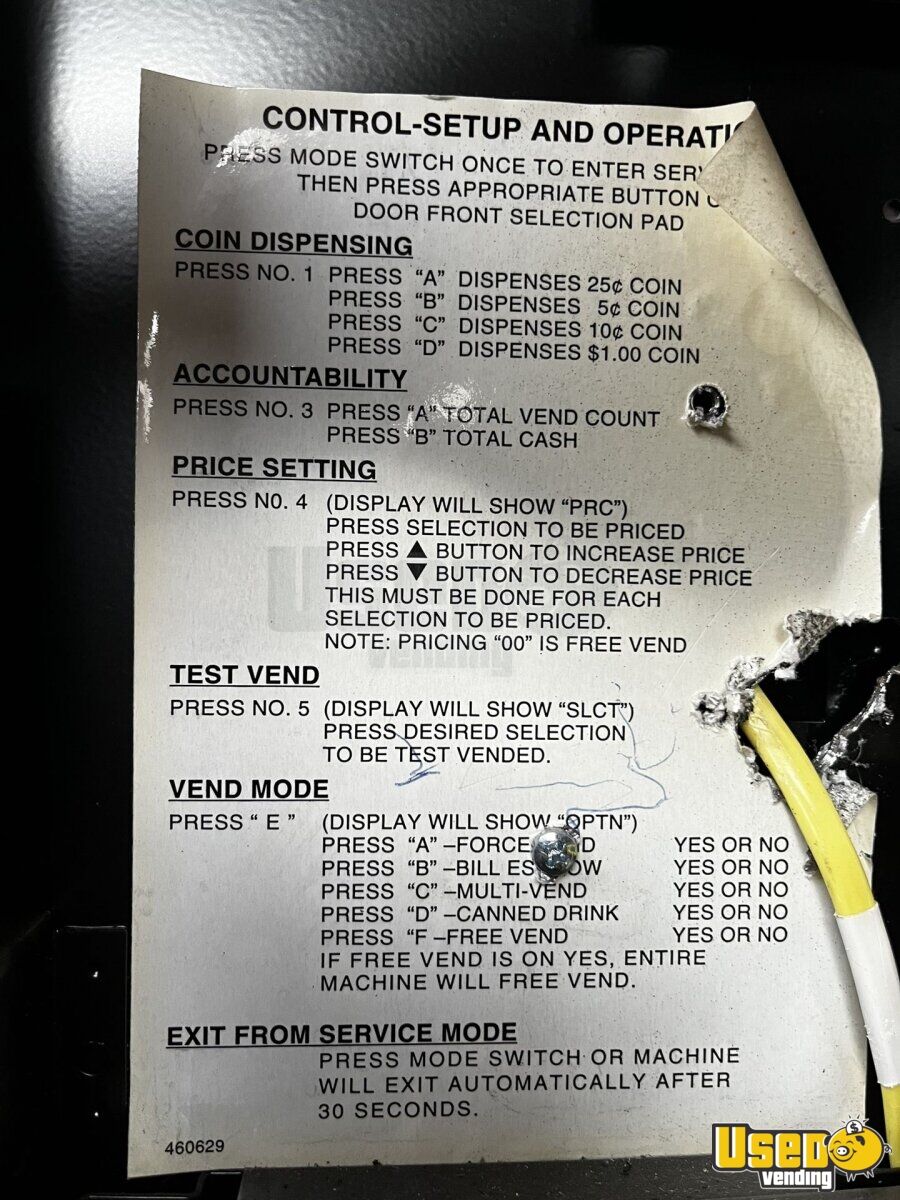 CONTROL-SETUP AND OPERATI
PRESS MODE SWITCH ONCE TO ENTER SER
THEN PRESS APPROPRIATE BUTTON
DOOR FRONT SELECTION PAD
COIN DISPENSING
PRESS NO. 1 PRESS “A” DISPENSES 25¢ COIN
PRESS “B” DISPENSES 5¢ COIN
PRESS “C” DISPENSES 10¢ COIN
PRESS “D” DISPENSES $1.00 COIN
ACCOUNTABILITY
PRESS NO. 3 PRESS “A” TOTAL VEND COUNT
PRESS “B” TOTAL CASH
PRICE SETTING
PRESS N0. 4 (DISPLAY WILL SHOW “PRC”)
PRESS SELECTION TO BE PRICED
PRESS ▲ BUTTON TO INCREASE PRICE
PRESS ▼ BUTTON TO DECREASE PRICE
THIS MUST BE DONE FOR EACH
SELECTION TO BE PRICED.
NOTE: PRICING “00” IS FREE VEND
TEST VEND
PRESS NO. 5 (DISPLAY WILL SHOW “SLCT”)
PRESS DESIRED SELECTION
TO BE TEST VENDED.
VEND MODE
PRESS “ E ” (DISPLAY WILL SHOW “OPTN”)
PRESS “A” –FORCE D YES OR NO
PRESS “B” –BILL ES OW YES OR NO
PRESS “C” –MULTI-VEND YES OR NO
PRESS “D” –CANNED DRINK YES OR NO
PRESS “F –FREE VEND YES OR NO
IF FREE VEND IS ON YES, ENTIRE
MACHINE WILL FREE VEND.
EXIT FROM SERVICE MODE
PRESS MODE SWITCH OR MACHINE
WILL EXIT AUTOMATICALLY AFTER
30 SECONDS.
460629
USED
vending